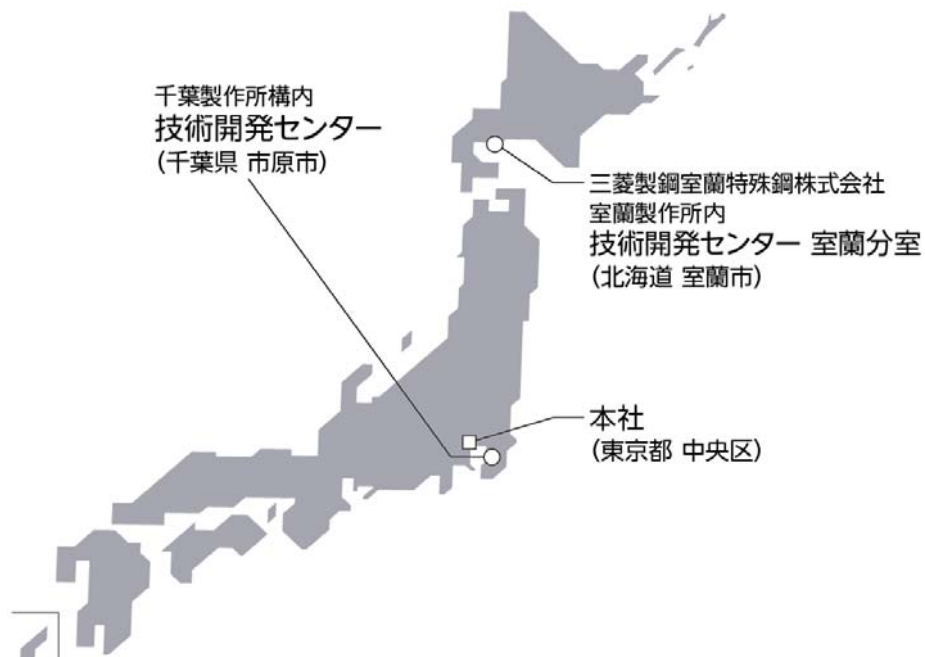 千葉製作所構内
技術開発センター
(千葉県 市原市)
三菱製鋼室蘭特殊鋼株式会社
室蘭製作所内
技術開発センター 室蘭分室
(北海道 室蘭市)
本社
(東京都 中央区)